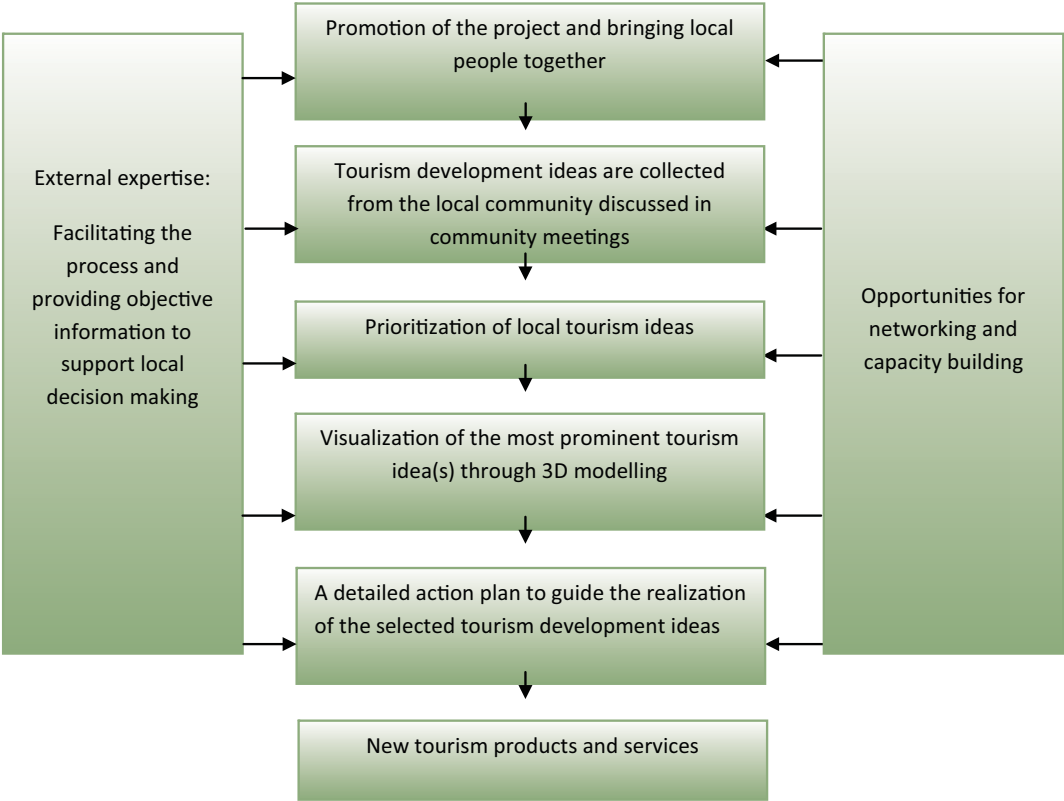 Promotion of the project and bringing local
people together
External expertise:
Facilitating the
process and
providing objective
information to
support local
decision making
Tourism development ideas are collected
from the local community discussed in
community meetings
Opportunities for
networking and
capacity building
Prioritization of local tourism ideas
Visualization of the most prominent tourism
idea(s) through 3D modelling
A detailed action plan to guide the realization
of the selected tourism development ideas
New tourism products and services